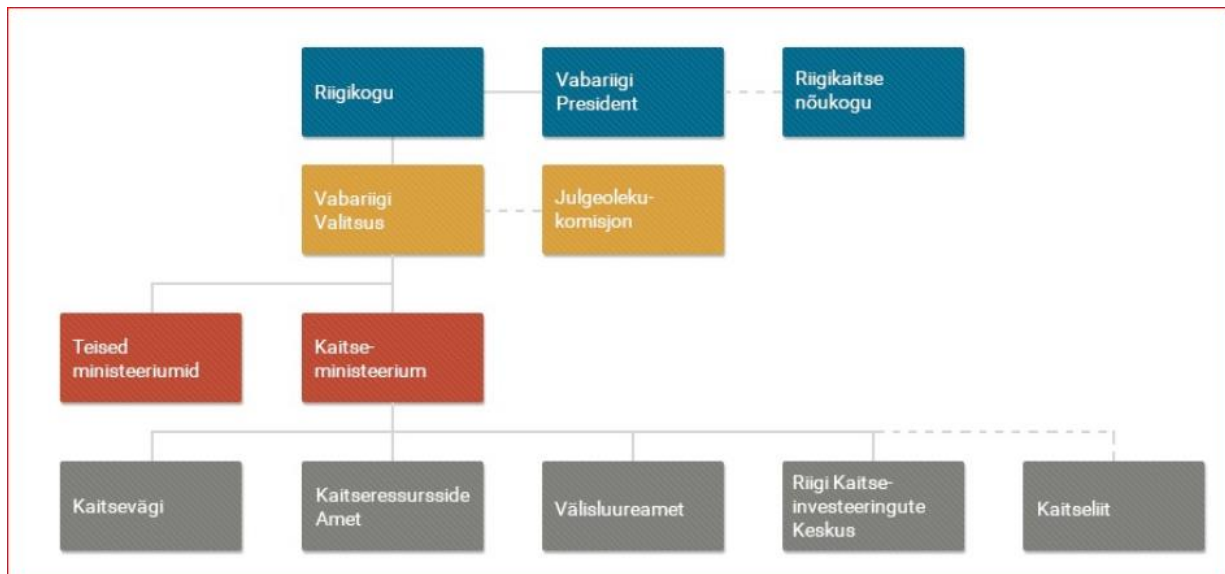 Riigikogu
Vabariigi
President
Riigikaitse
nõukogu
Vabariigi
Valitsus
Julgeoleku-
komisjon
Teised
ministeeriumid
Kaitse-
ministeerium
Kaitsevägi
Kaitseressursside
Amet
Välisluureamet
Riigi Kaitse-
investeeringute
Keskus
Kaitseliit